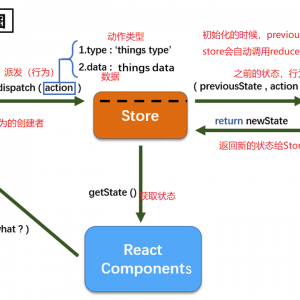 图
动作类型
初始化的时候，previou
1.type : ‘things type’
store会自动调用reduce
派发（行为）
2.data : things data
之前的状态，行为
数据
dispatch ( action )
( previousState , action
Store
return newState
为的创建者
返回新的状态给Stor
getState ()
获取状态
what ? )
React
Components